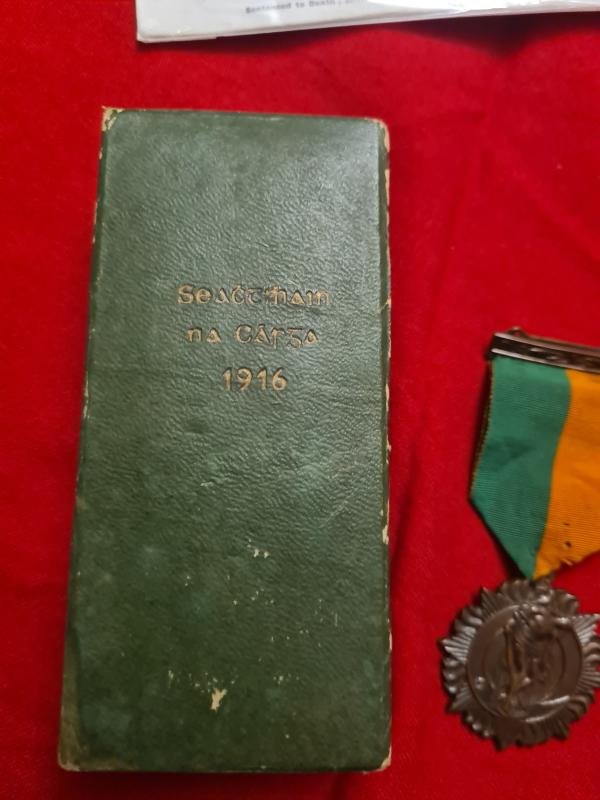 Sentenced to Death;
Seaċtṁain
na Cásga
1916